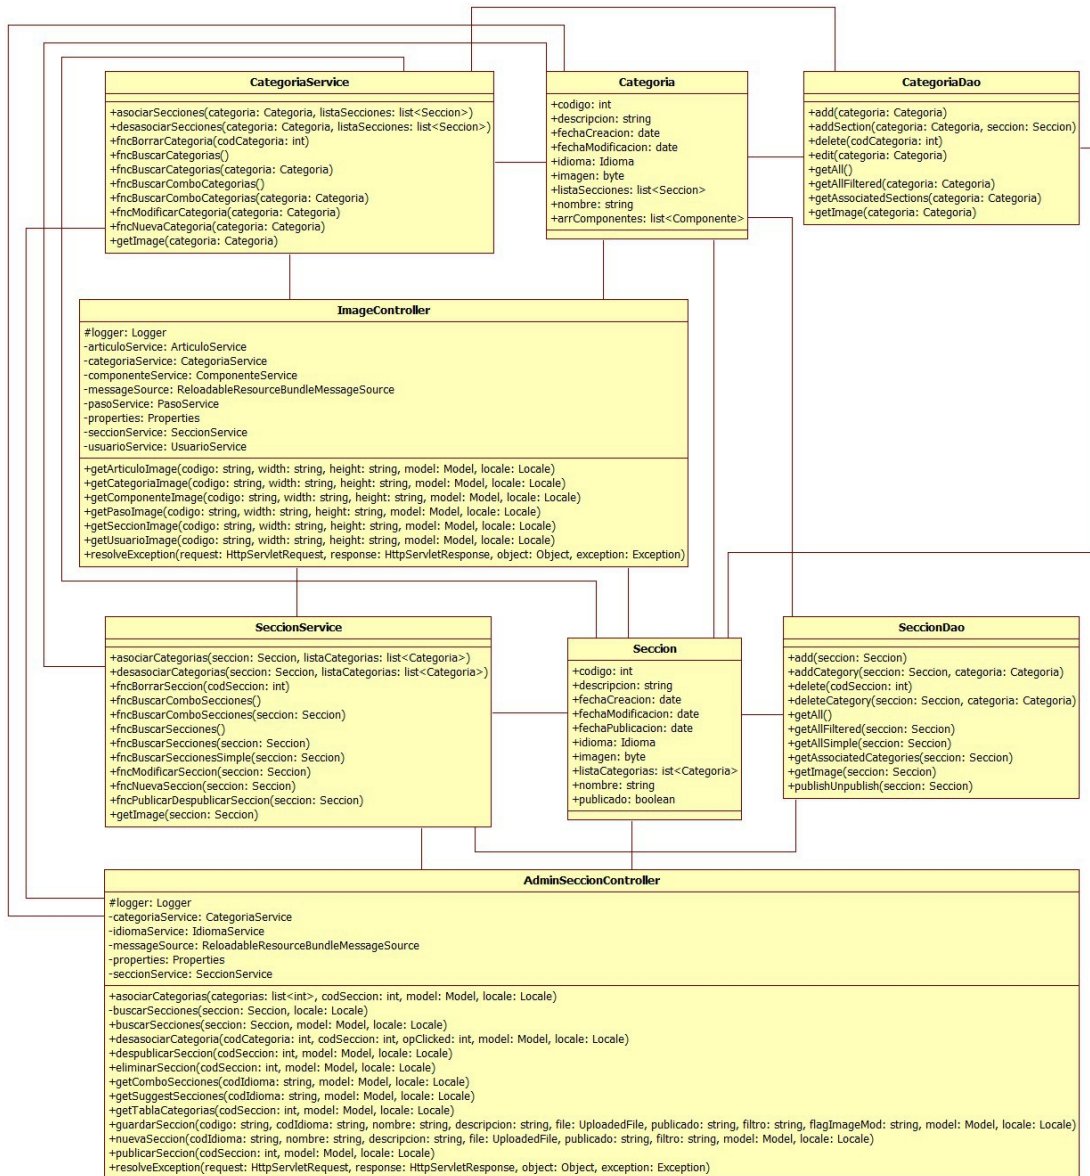 CategoriaService
+asociarSecciones(categoria: Categoria, listaSecciones: list<Seccion>)
+desasociarSecciones(categoria: Categoria, listaSecciones: list<Seccion>)
+fncBorrarCategoria(codCategoria: int)
+fncBuscarCategorias()
+fncBuscarCategorias(categoria: Categoria)
+fncBuscarComboCategorias()
+fncBuscarComboCategorias(categoria: Categoria)
+fncModificarCategoria(categoria: Categoria)
+fncNuevaCategoria(categoria: Categoria)
+getImage(categoria: Categoria)
Categoria
+codigo: int
+descripcion: string
+fechaCreacion: date
+fechaModificacion: date
+idioma: Idioma
+imagen: byte
+listaSecciones: list<Seccion>
+nombre: string
+arrComponentes: list<Componente>
CategoriaDao
+add(categoria: Categoria)
+addSection(categoria: Categoria, seccion: Seccion)
+delete(codCategoria: int)
+edit(categoria: Categoria)
+getAll()
+getAllFiltered(categoria: Categoria)
+getAssociatedSections(categoria: Categoria)
+getImage(categoria: Categoria)
ImageController
#logger: Logger
-articuloService: ArticuloService
-categoriaService: CategoriaService
-componenteService: ComponenteService
-messageSource: ReloadableResourceBundleMessageSource
-pasoService: PasoService
-properties: Properties
-seccionService: SeccionService
-usuarioService: UsuarioService
+getArticuloImage(codigo: string, width: string, height: string, model: Model, locale: Locale)
+getCategoriaImage(codigo: string, width: string, height: string, model: Model, locale: Locale)
+getComponenteImage(codigo: string, width: string, height: string, model: Model, locale: Locale)
+getPasoImage(codigo: string, width: string, height: string, model: Model, locale: Locale)
+getSeccionImage(codigo: string, width: string, height: string, model: Model, locale: Locale)
+getUsuarioImage(codigo: string, width: string, height: string, model: Model, locale: Locale)
+resolveException(request: HttpServletRequest, response: HttpServletResponse, object: Object, exception: Exception)
SeccionService
+asociarCategorias(seccion: Seccion, listaCategorias: list<Categoria>)
+desasociarCategorias(seccion: Seccion, listaCategorias: list<Categoria>)
+fncBorrarSeccion(codSeccion: int)
+fncBuscarComboSecciones()
+fncBuscarComboSecciones(seccion: Seccion)
+fncBuscarSecciones()
+fncBuscarSecciones(seccion: Seccion)
+fncBuscarSeccionesSimple(seccion: Seccion)
+fncModificarSeccion(seccion: Seccion)
+fncNuevaSeccion(seccion: Seccion)
+fncPublicarDespublicarSeccion(seccion: Seccion)
+getImage(seccion: Seccion)
Seccion
+codigo: int
+descripcion: string
+fechaCreacion: date
+fechaModificacion: date
+fechaPublicacion: date
+idioma: Idioma
+imagen: byte
+listaCategorias: ist<Categoria>
+nombre: string
+publicado: boolean
SeccionDao
+add(seccion: Seccion)
+addCategory(seccion: Seccion, categoria: Categoria)
+delete(codSeccion: int)
+deleteCategory(seccion: Seccion, categoria: Categoria)
+getAll()
+getAllFiltered(seccion: Seccion)
+getAllSimple(seccion: Seccion)
+getAssociatedCategories(seccion: Seccion)
+getImage(seccion: Seccion)
+publishUnpublish(seccion: Seccion)
AdminSeccionController
#logger: Logger
-categoriaService: CategoriaService
-idiomaService: IdiomaService
-messageSource: ReloadableResourceBundleMessageSource
-properties: Properties
-seccionService: SeccionService
+asociarCategorias(categorias: list<int>, codSeccion: int, model: Model, locale: Locale)
-buscarSecciones(seccion: Seccion, locale: Locale)
+buscarSecciones(seccion: Seccion, model: Model, locale: Locale)
+desasociarCategoria(codCategoria: int, codSeccion: int, opClicked: int, model: Model, locale: Locale)
+despublicarSeccion(codSeccion: int, model: Model, locale: Locale)
+eliminarSeccion(codSeccion: int, model: Model, locale: Locale)
+getComboSecciones(codIdioma: string, model: Model, locale: Locale)
+getSuggestSecciones(codIdioma: string, model: Model, locale: Locale)
+getTablaCategorias(codSeccion: int, model: Model, locale: Locale)
+guardarSeccion(codigo: string, codIdioma: string, nombre: string, descripcion: string, file: UploadedFile, publicado: string, filtro: string, flagImageMod: string, model: Model, locale: Locale)
+nuevaSeccion(codIdioma: string, nombre: string, descripcion: string, file: UploadedFile, publicado: string, filtro: string, model: Model, locale: Locale)
+publicarSeccion(codSeccion: int, model: Model, locale: Locale)
+resolveException(request: HttpServletRequest, response: HttpServletResponse, object: Object, exception: Exception)